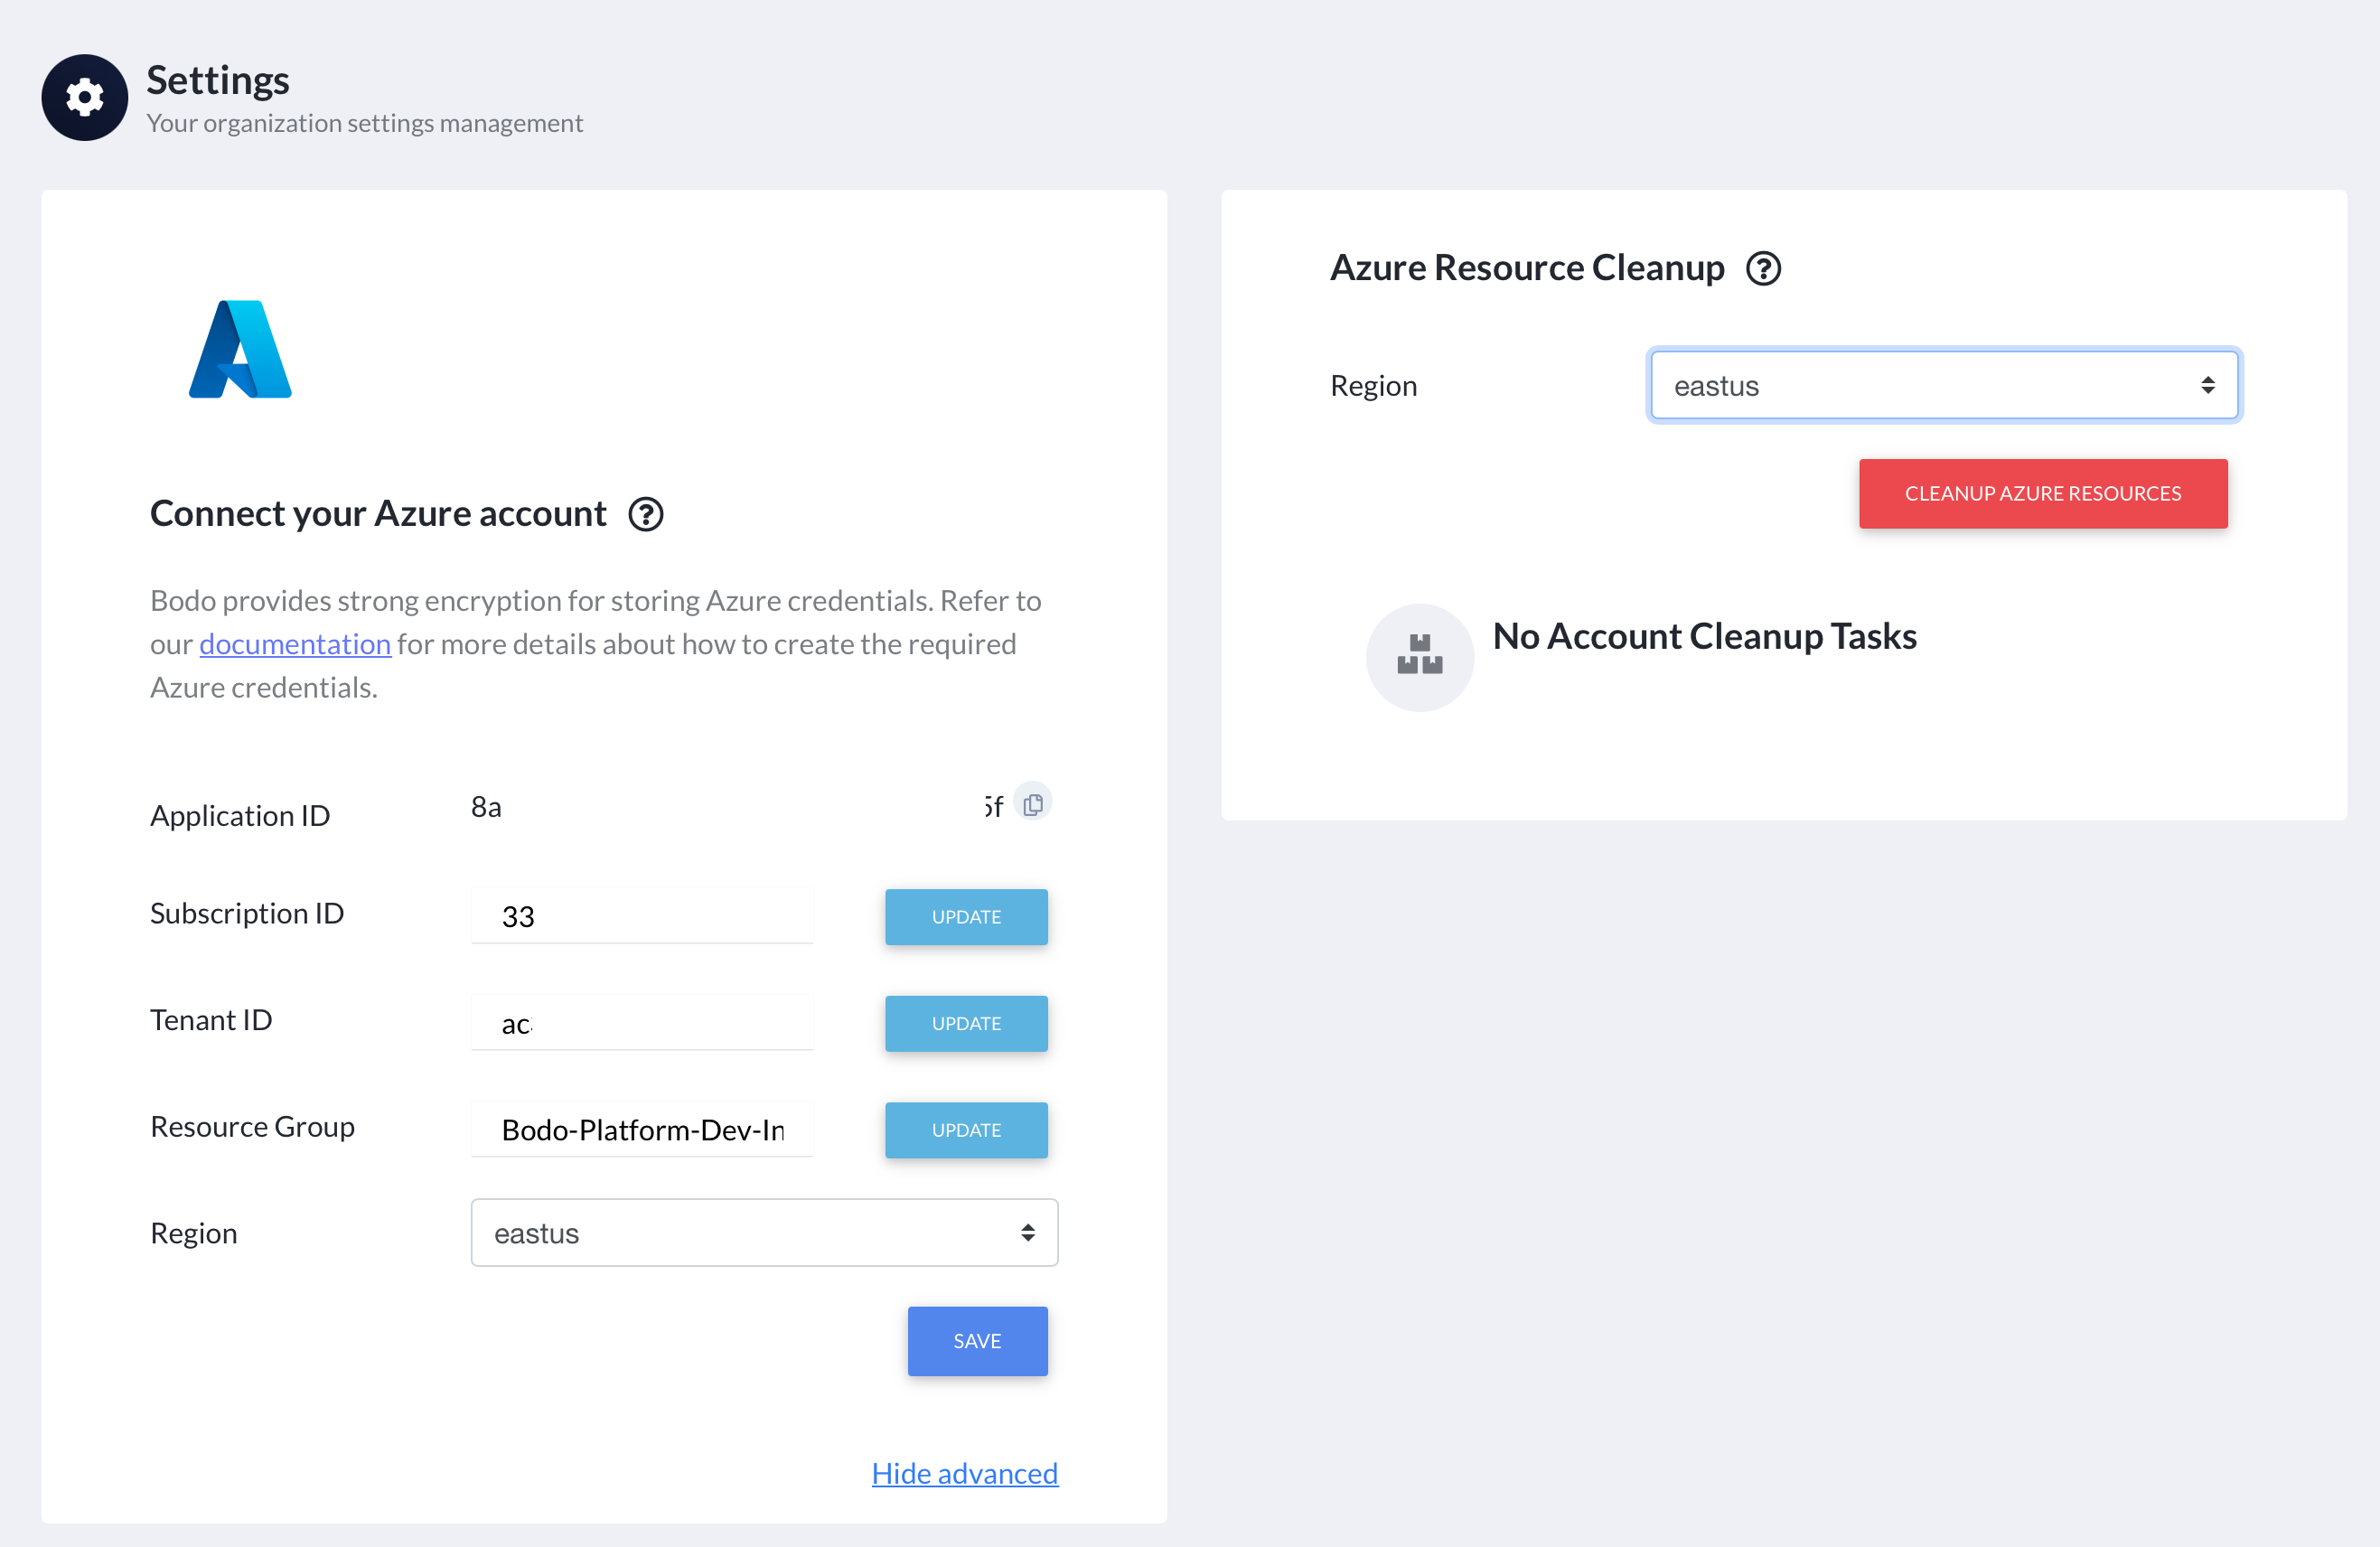 Settings
Your organization settings management
Connect your Azure account
Bodo provides strong encryption for storing Azure credentials. Refer to
our documentation for more details about how to create the required
Azure credentials.
Application ID
8a
5f
Subscription ID
33
UPDATE
Tenant ID
ac
UPDATE
Resource Group
Bodo-Platform-Dev-In
UPDATE
Region
eastus
SAVE
Hide advanced
Azure Resource Cleanup
Region
eastus
CLEANUP AZURE RESOURCES
No Account Cleanup Tasks